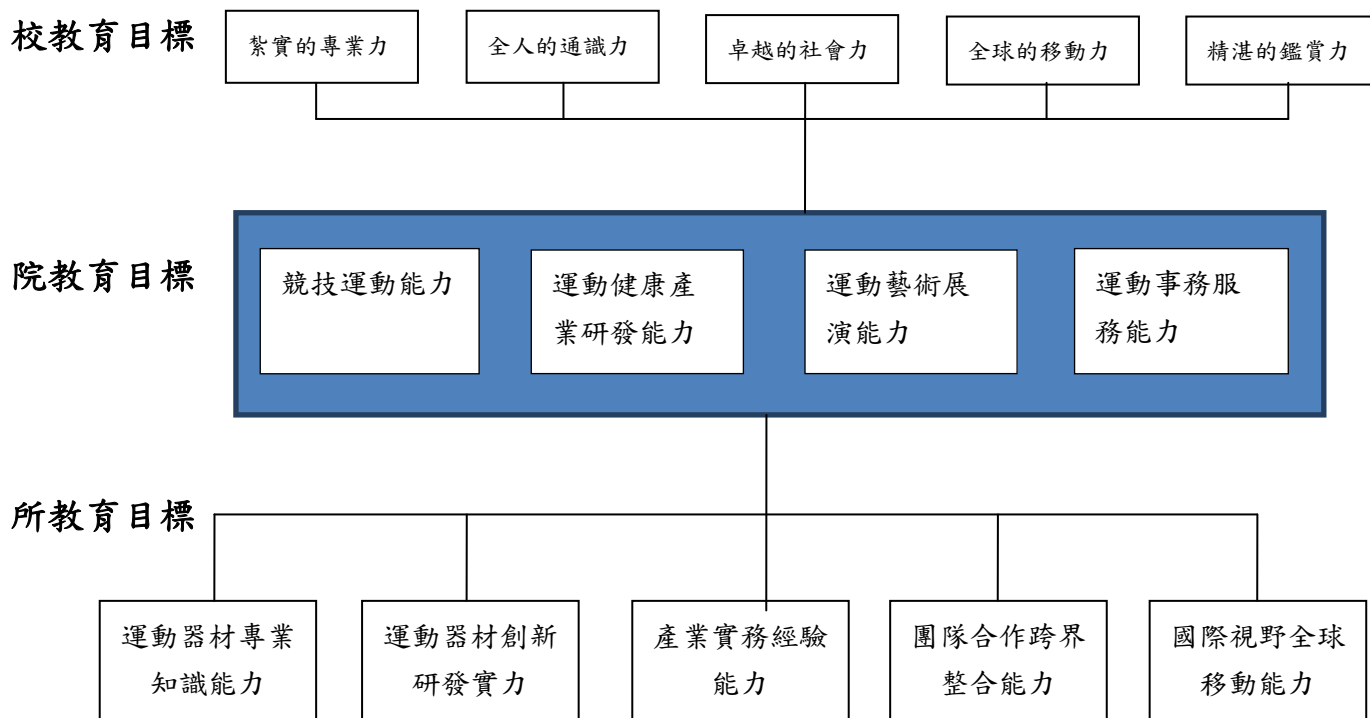 校教育目標
紮實的專業力
全人的通識力
卓越的社會力
全球的移動力
精湛的鑑賞力
院教育目標
競技運動能力
運動健康產
業研發能力
運動藝術展
演能力
運動事務服
務能力
所教育目標
運動器材專業
知識能力
運動器材創新
研發實力
產業實務經驗
能力
團隊合作跨界
整合能力
國際視野全球
移動能力